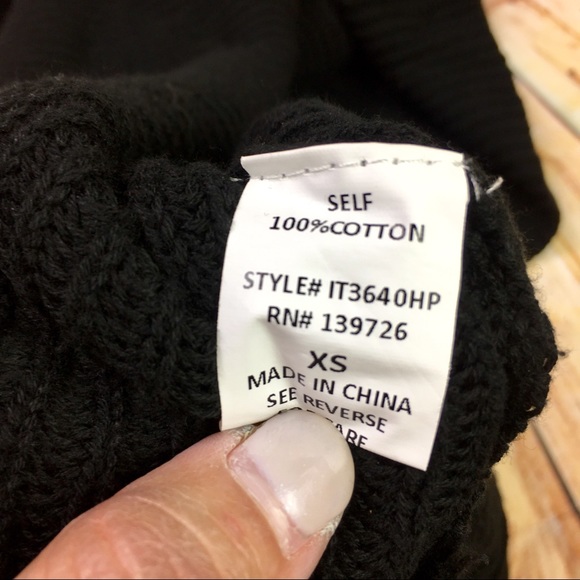 SELF
100%COTTON
STYLE# IT3640HP
RN# 139726
XS
MADE IN CHINA
SEE REVERSE